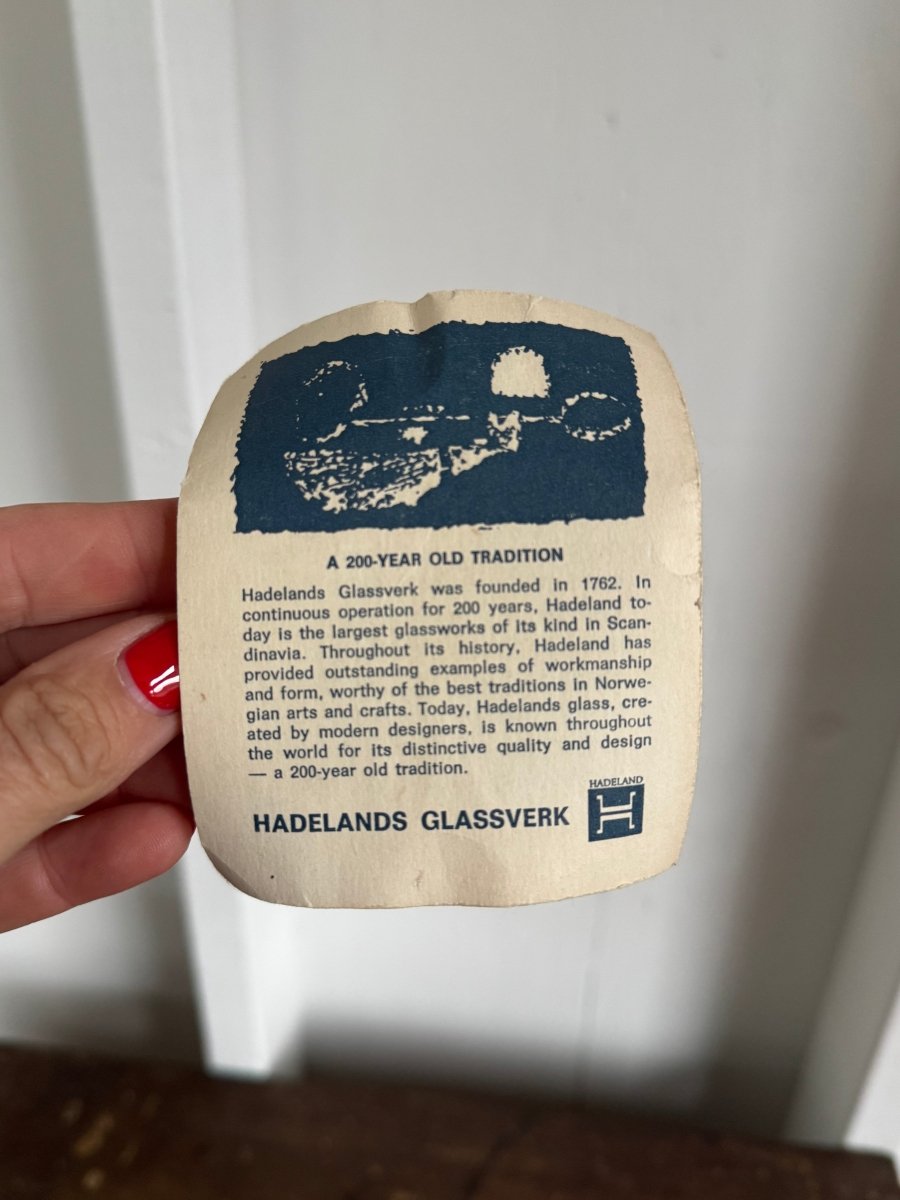 A 200-YEAR OLD TRADITION
Hadelands Glassverk was founded in 1762. In
continuous operation for 200 years, Hadeland to-
day is the largest glassworks of its kind in Scan-
dinavia. Throughout its history, Hadeland has
provided outstanding examples of workmanship
and form, worthy of the best traditions in Norwe-
gian arts and crafts. Today, Hadelands glass, cre-
ated by modern designers, is known throughout
the world for its distinctive quality and design
— a 200-year old tradition.
HADELANDS GLASSVERK
HADELAND
H